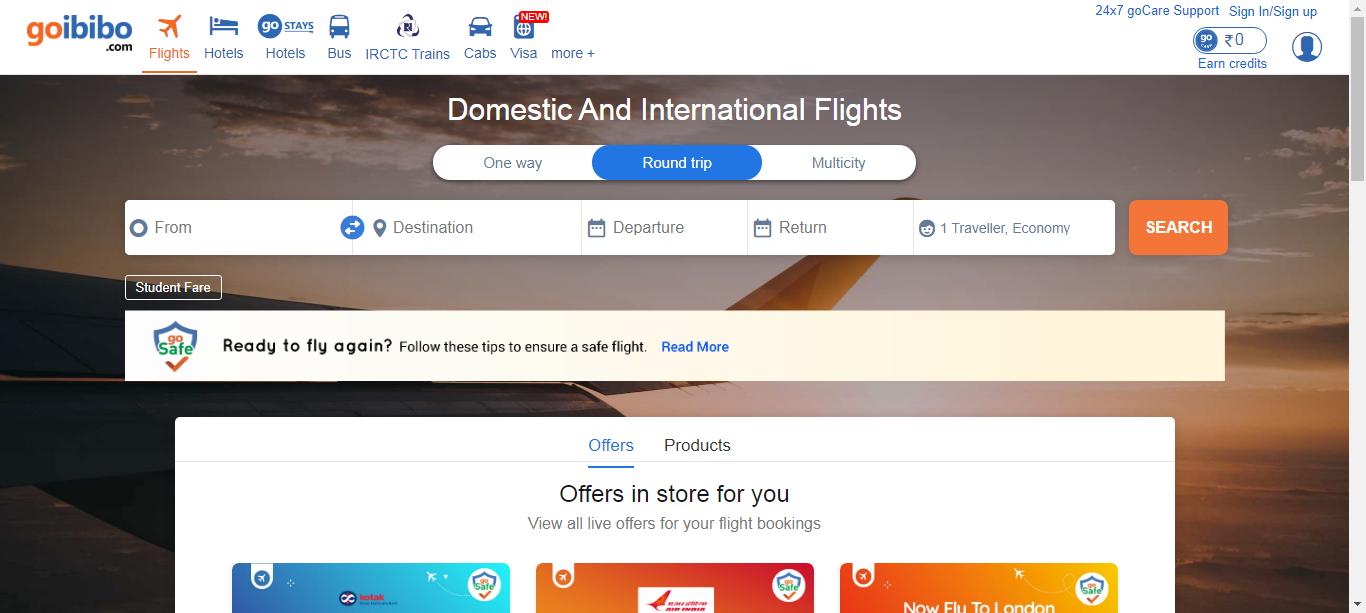 goibibo
.com
Flights
Hotels
go STAYS
Hotels
Bus
IRCTC Trains
Cabs
NEW!
Visa
more +
24x7 goCare Support
Sign In/Sign up
go
₹0
Earn credits
Domestic And International Flights
One way
Round trip
Multicity
From
Destination
Departure
Return
1 Traveller, Economy
SEARCH
Student Fare
go
Safe
Ready to fly again? Follow these tips to ensure a safe flight. Read More
Offers
Products
Offers in store for you
View all live offers for your flight bookings
kotak
go
Safe
AIR INDIA
go
Safe
Now Fly To London
go
Safe